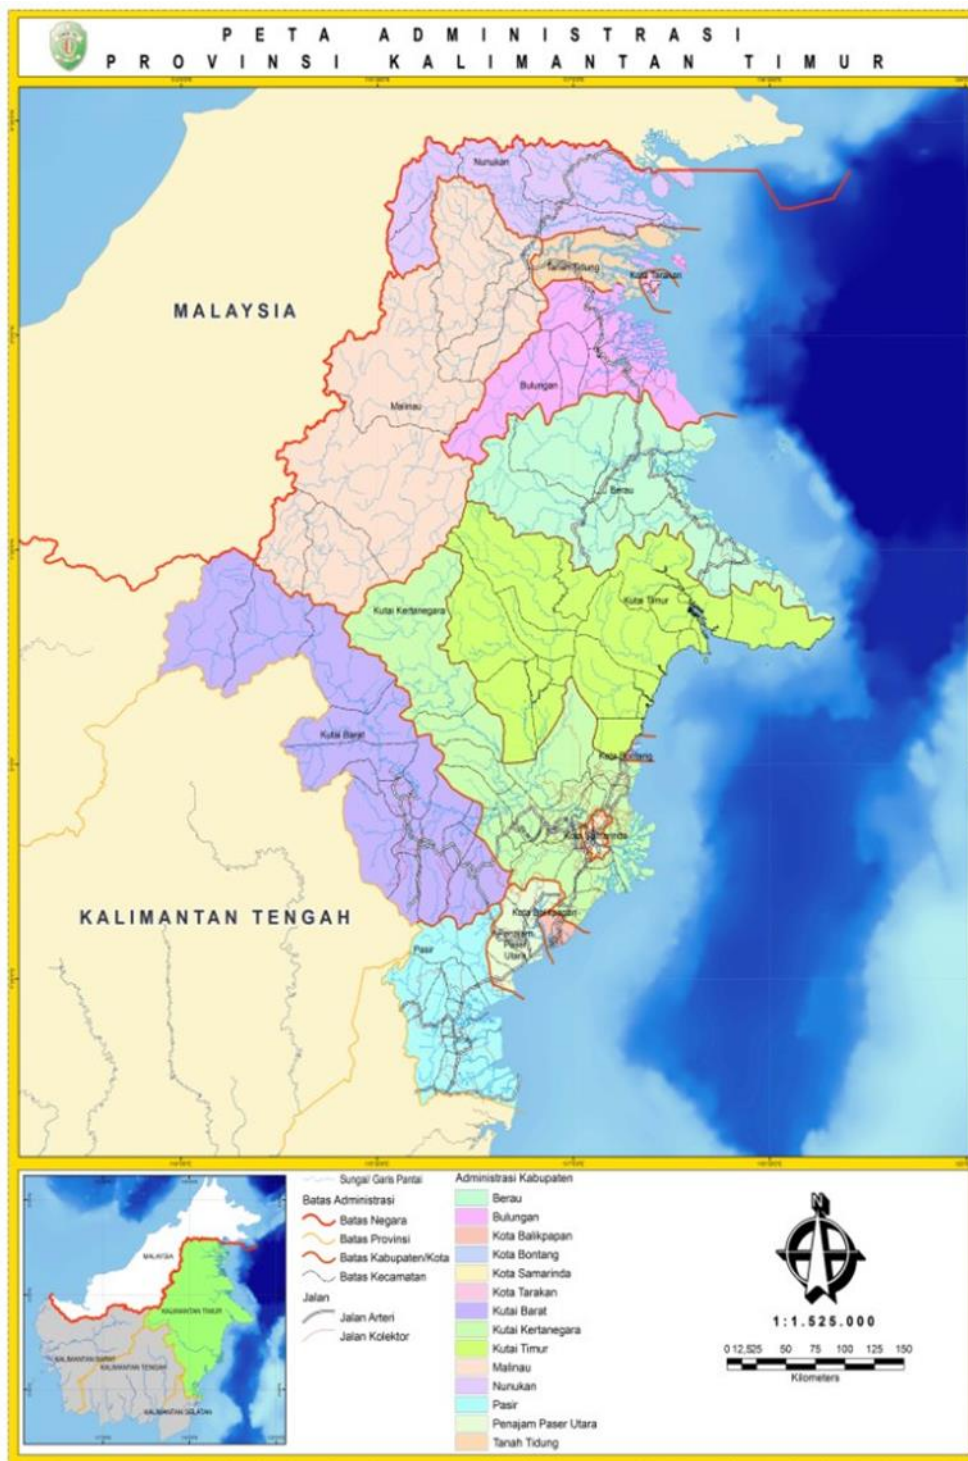 PETA ADMINISTRASI
PROVINSI KALIMANTAN TIMUR
Nunukan
Tanah Tidung
Kota Tarakan
MALAYSIA
Bulungan
Malinau
Berau
Kutai Kertanegara
Kutai Timur
Kutai Barat
Kota Bontang
Kota Samarinda
KALIMANTAN TENGAH
Kota Balikpapan
Penajam
Paser
Utara
Pasir
MALAYSIA
KALIMANTAN TIMUR
KALIMANTAN BARAT
KALIMANTAN TENGAH
KALIMANTAN SELATAN
Sungai/ Garis Pantai
Batas Administrasi
Batas Negara
Batas Provinsi
Batas Kabupaten/Kota
Batas Kecamatan
Jalan
Jalan Arteri
Jalan Kolektor
Administrasi Kabupaten
Berau
Bulungan
Kota Balikpapan
Kota Bontang
Kota Samarinda
Kota Tarakan
Kutai Barat
Kutai Kertanegara
Kutai Timur
Malinau
Nunukan
Pasir
Penajam Paser Utara
Tanah Tidung
N
1:1.525.000
0 12,525 50 75 100 125 150
Kilometers